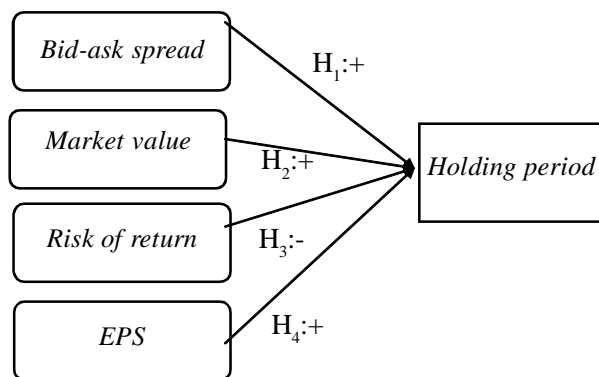 Bid-ask spread
H1:+
Market value
H2:+
Holding period
Risk of return
H3:-
EPS
H4:+